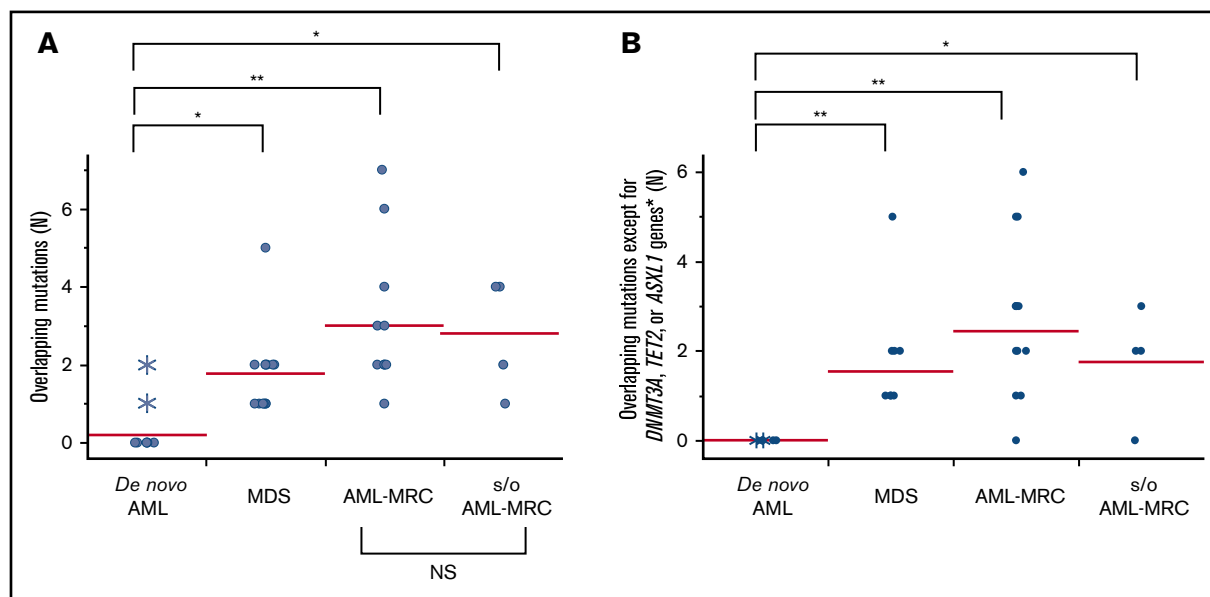 A
*
**
*
Overlapping mutations (N)
6
4
2
0
De novo
AML
MDS
AML-MRC
s/o
AML-MRC
NS
B
*
**
**
Overlapping mutations except for
DNMT3A, TET2, or ASXL1 genes* (N)
6
4
2
0
De novo
AML
MDS
AML-MRC
s/o
AML-MRC